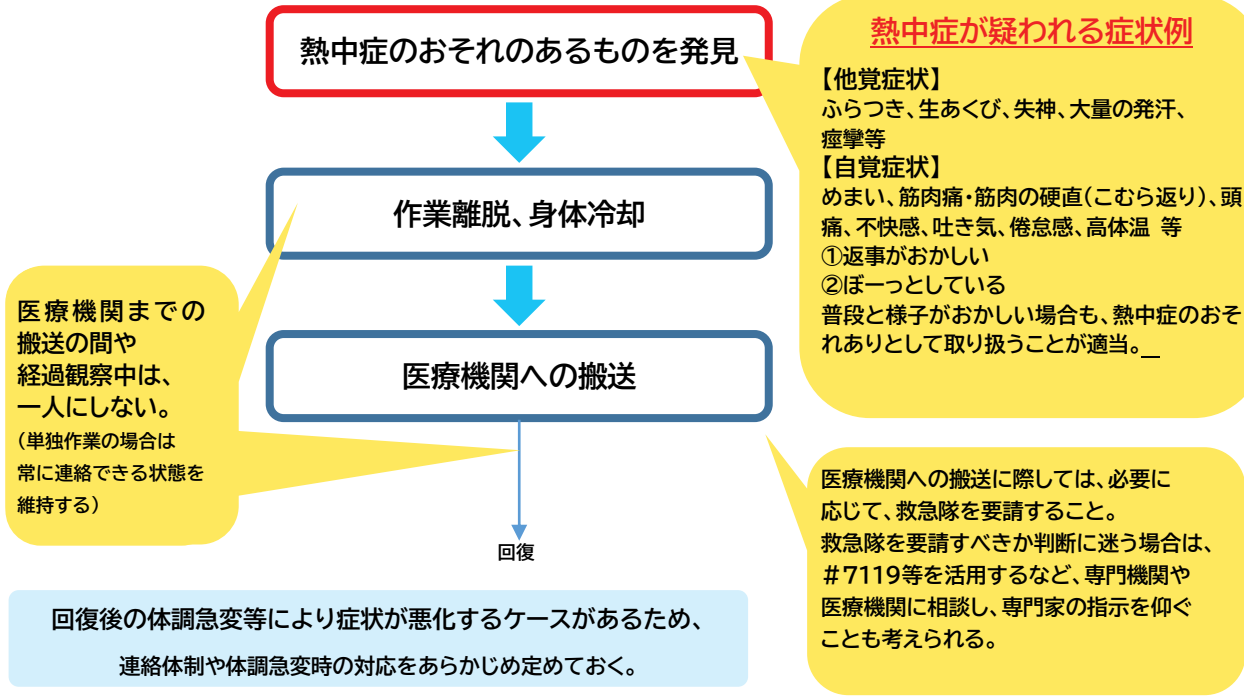 熱中症のおそれのあるものを発見
作業離脱、身体冷却
医療機関への搬送
回復
熱中症が疑われる症状例
【他覚症状】
ふらつき、生あくび、失神、大量の発汗、
痙攣等
【自覚症状】
めまい、筋肉痛・筋肉の硬直(こむら返り)、頭
痛、不快感、吐き気、倦怠感、高体温 等
①返事がおかしい
②ぼーっとしている
普段と様子がおかしい場合も、熱中症のおそ
れありとして取り扱うことが適当。
医療機関までの
搬送の間や
経過観察中は、
一人にしない。
(単独作業の場合は
常に連絡できる状態を
維持する)
医療機関への搬送に際しては、必要に
応じて、救急隊を要請すること。
救急隊を要請すべきか判断に迷う場合は、
#7119等を活用するなど、専門機関や
医療機関に相談し、専門家の指示を仰ぐ
ことも考えられる。
回復後の体調急変等により症状が悪化するケースがあるため、
連絡体制や体調急変時の対応をあらかじめ定めておく。